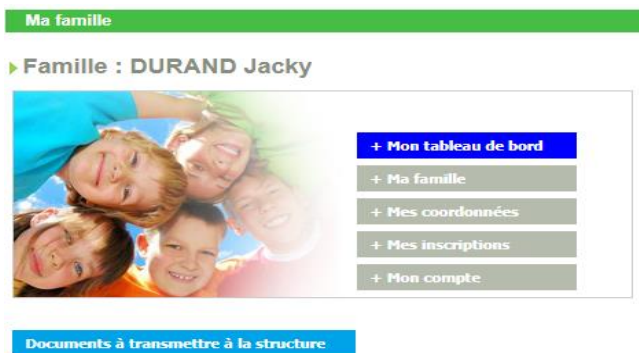 Ma famille
Famille : DURAND Jacky
+ Mon tableau de bord
+ Ma famille
+ Mes coordonnées
+ Mes inscriptions
+ Mon compte
Documents à transmettre à la structure